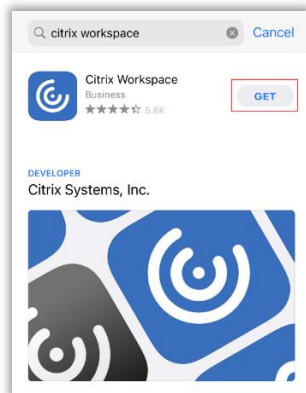 citrix workspace
Cancel
Citrix Workspace
Business
5.8K
GET
DEVELOPER
Citrix Systems, Inc.